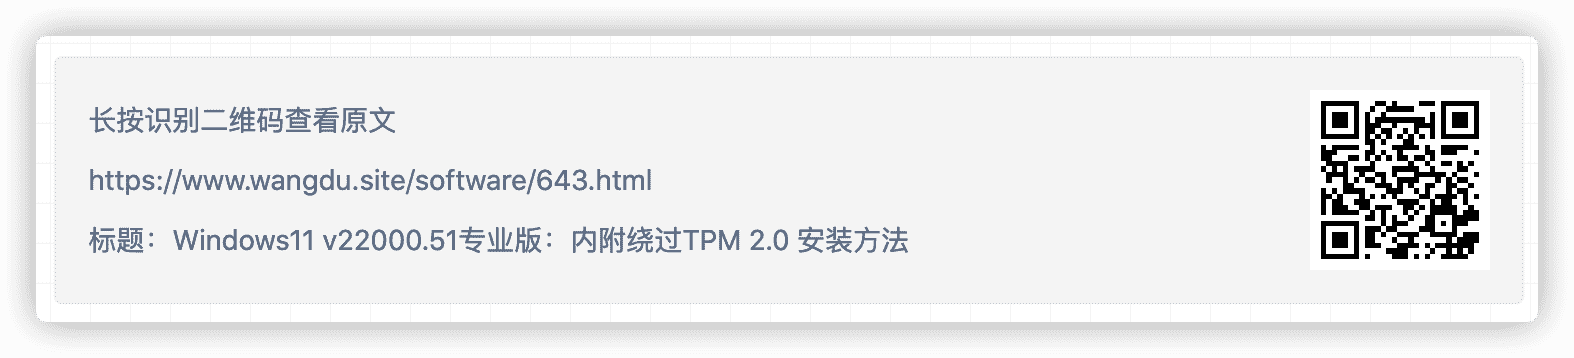 长按识别二维码查看原文
https://www.wangdu.site/software/643.html
标题：Windows11 v22000.51专业版：内附绕过TPM 2.0 安装方法